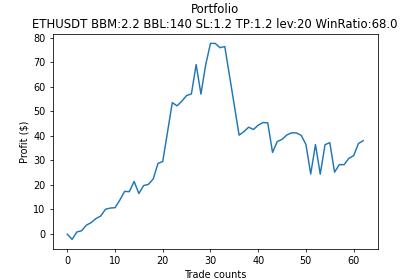 Portfolio
ETHUSDT BBM:2.2 BBL:140 SL:1.2 TP:1.2 lev:20 WinRatio:68.0
80
70
60
50
40
30
20
10
0
Profit ($)
0 10 20 30 40 50 60
Trade counts